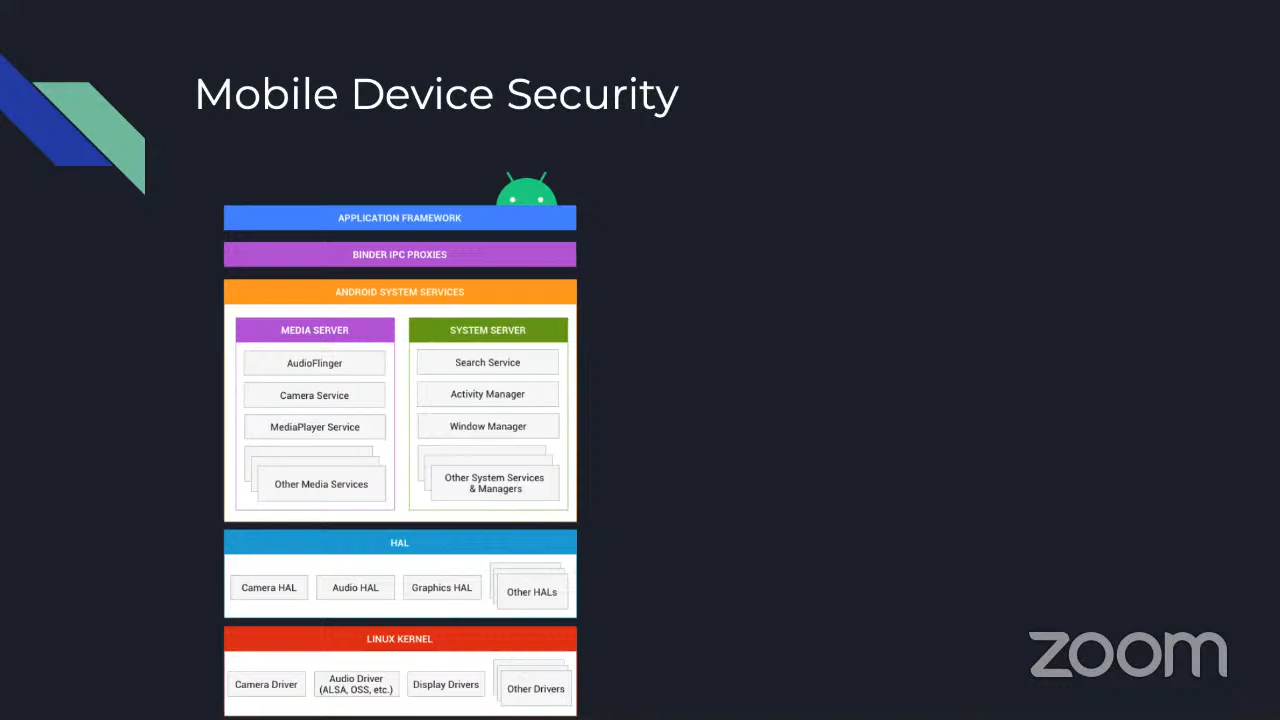 Mobile Device Security
APPLICATION FRAMEWORK
BINDER IPC PROXIES
ANDROID SYSTEM SERVICES
MEDIA SERVER
AudioFlinger
Camera Service
MediaPlayer Service
Other Media Services
SYSTEM SERVER
Search Service
Activity Manager
Window Manager
Other System Services
& Managers
HAL
Camera HAL
Audio HAL
Graphics HAL
Other HALs
LINUX KERNEL
Camera Driver
Audio Driver
(ALSA, OSS, etc.)
Display Drivers
Other Drivers
zoom